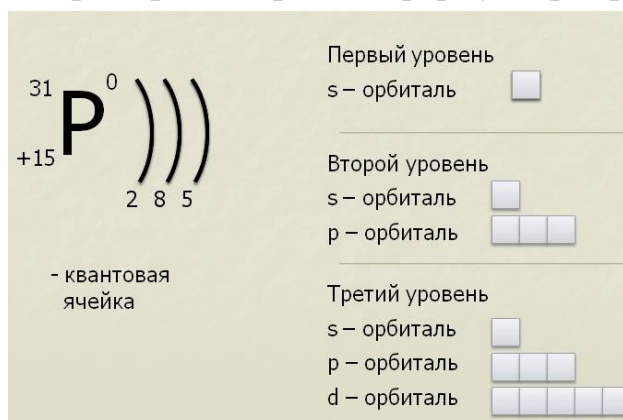 31
P
0
+15
2 8 5
- квантовая
ячейка
Первый уровень
s – орбиталь
Второй уровень
s – орбиталь
р – орбиталь
Третий уровень
s – орбиталь
р – орбиталь
d – орбиталь